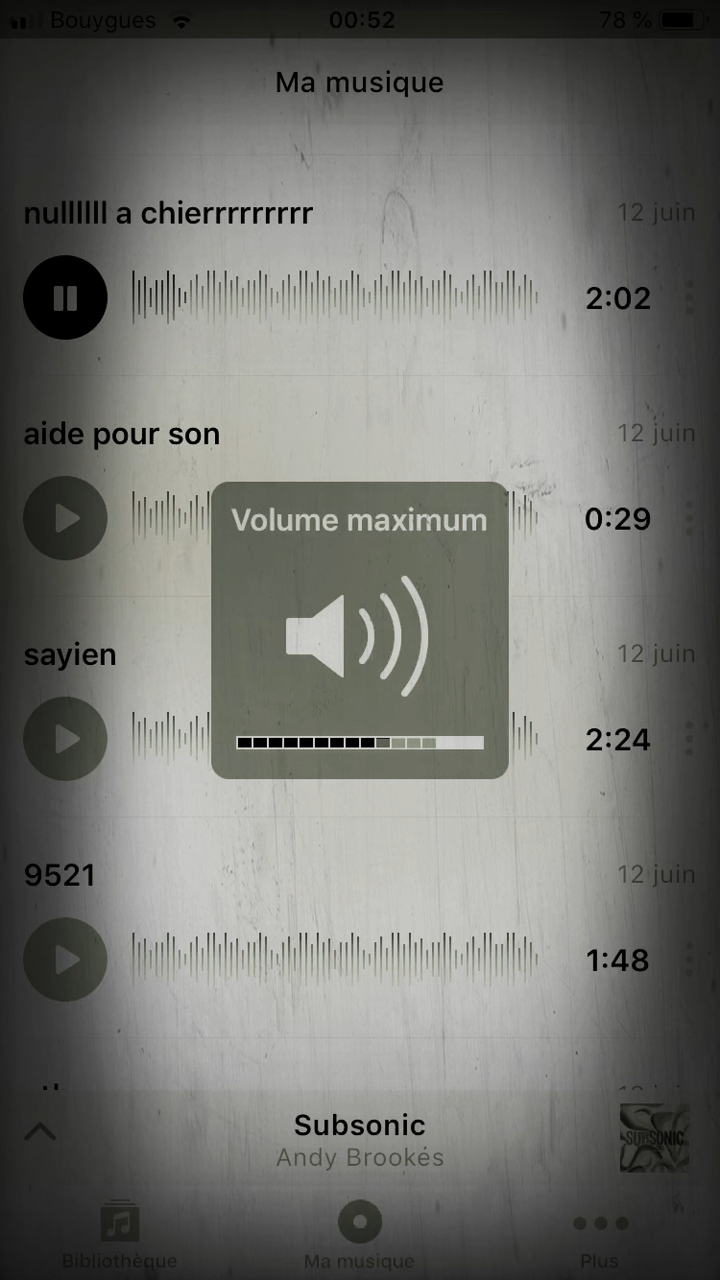 Bouygues 00:52 78 %
Ma musique
nullllll a chierrrrrrrrr 12 juin
2:02
aide pour son 12 juin
0:29
Volume maximum
sayien 12 juin
2:24
9521 12 juin
1:48
Subsonic
Andy Brookes
SUBSONIC
Bibliothèque Ma musique Plus